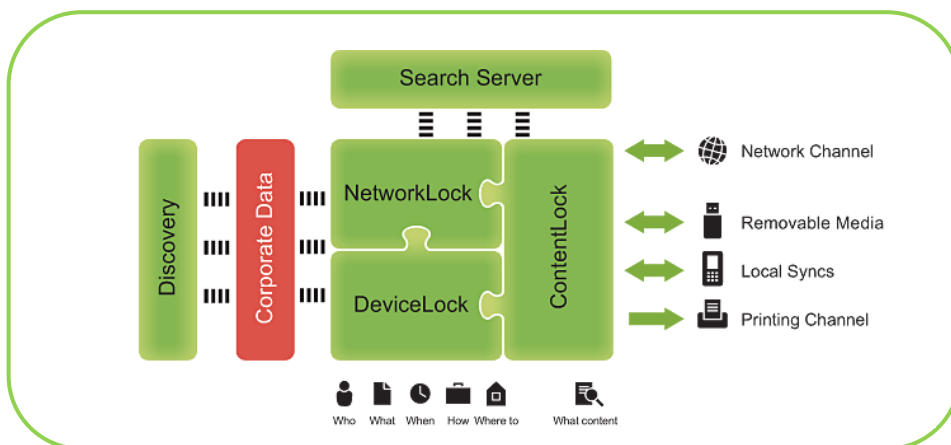 Search Server
Discovery
Corporate Data
NetworkLock
DeviceLock
ContentLock
Network Channel
Removable Media
Local Syncs
Printing Channel
Who What When How Where to What content